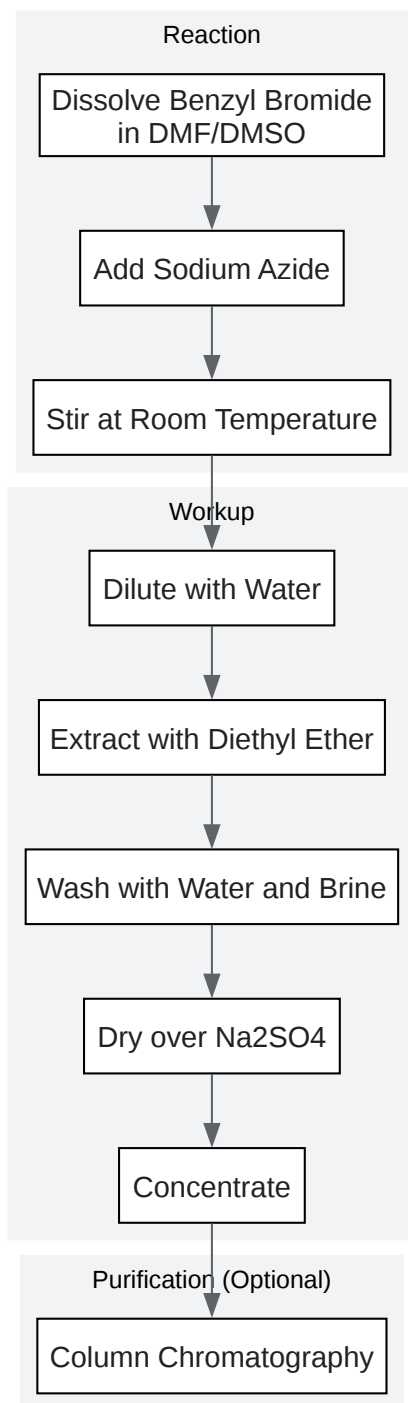 Reaction
Dissolve Benzyl Bromide
in DMF/DMSO
Add Sodium Azide
Stir at Room Temperature
Workup
Dilute with Water
Extract with Diethyl Ether
Wash with Water and Brine
Dry over Na2SO4
Concentrate
Purification (Optional)
Column Chromatography